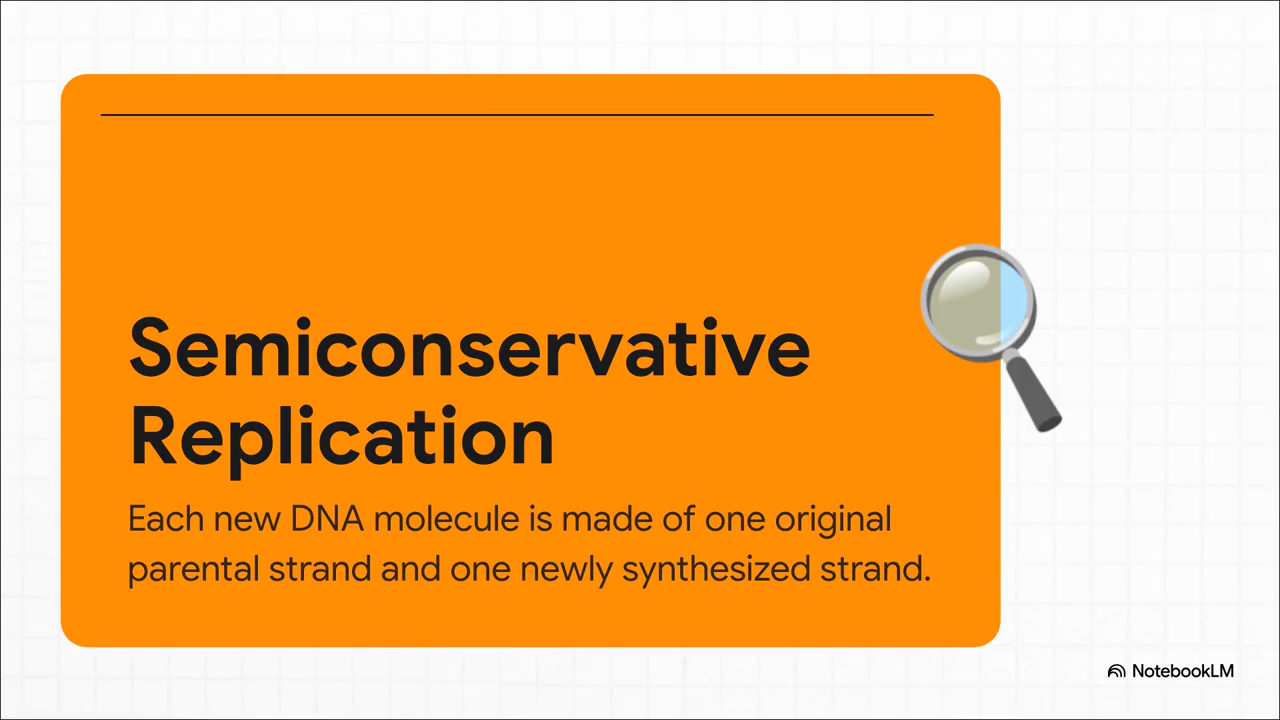 Semiconservative
Replication
Each new DNA molecule is made of one original
parental strand and one newly synthesized strand.
NotebookLM